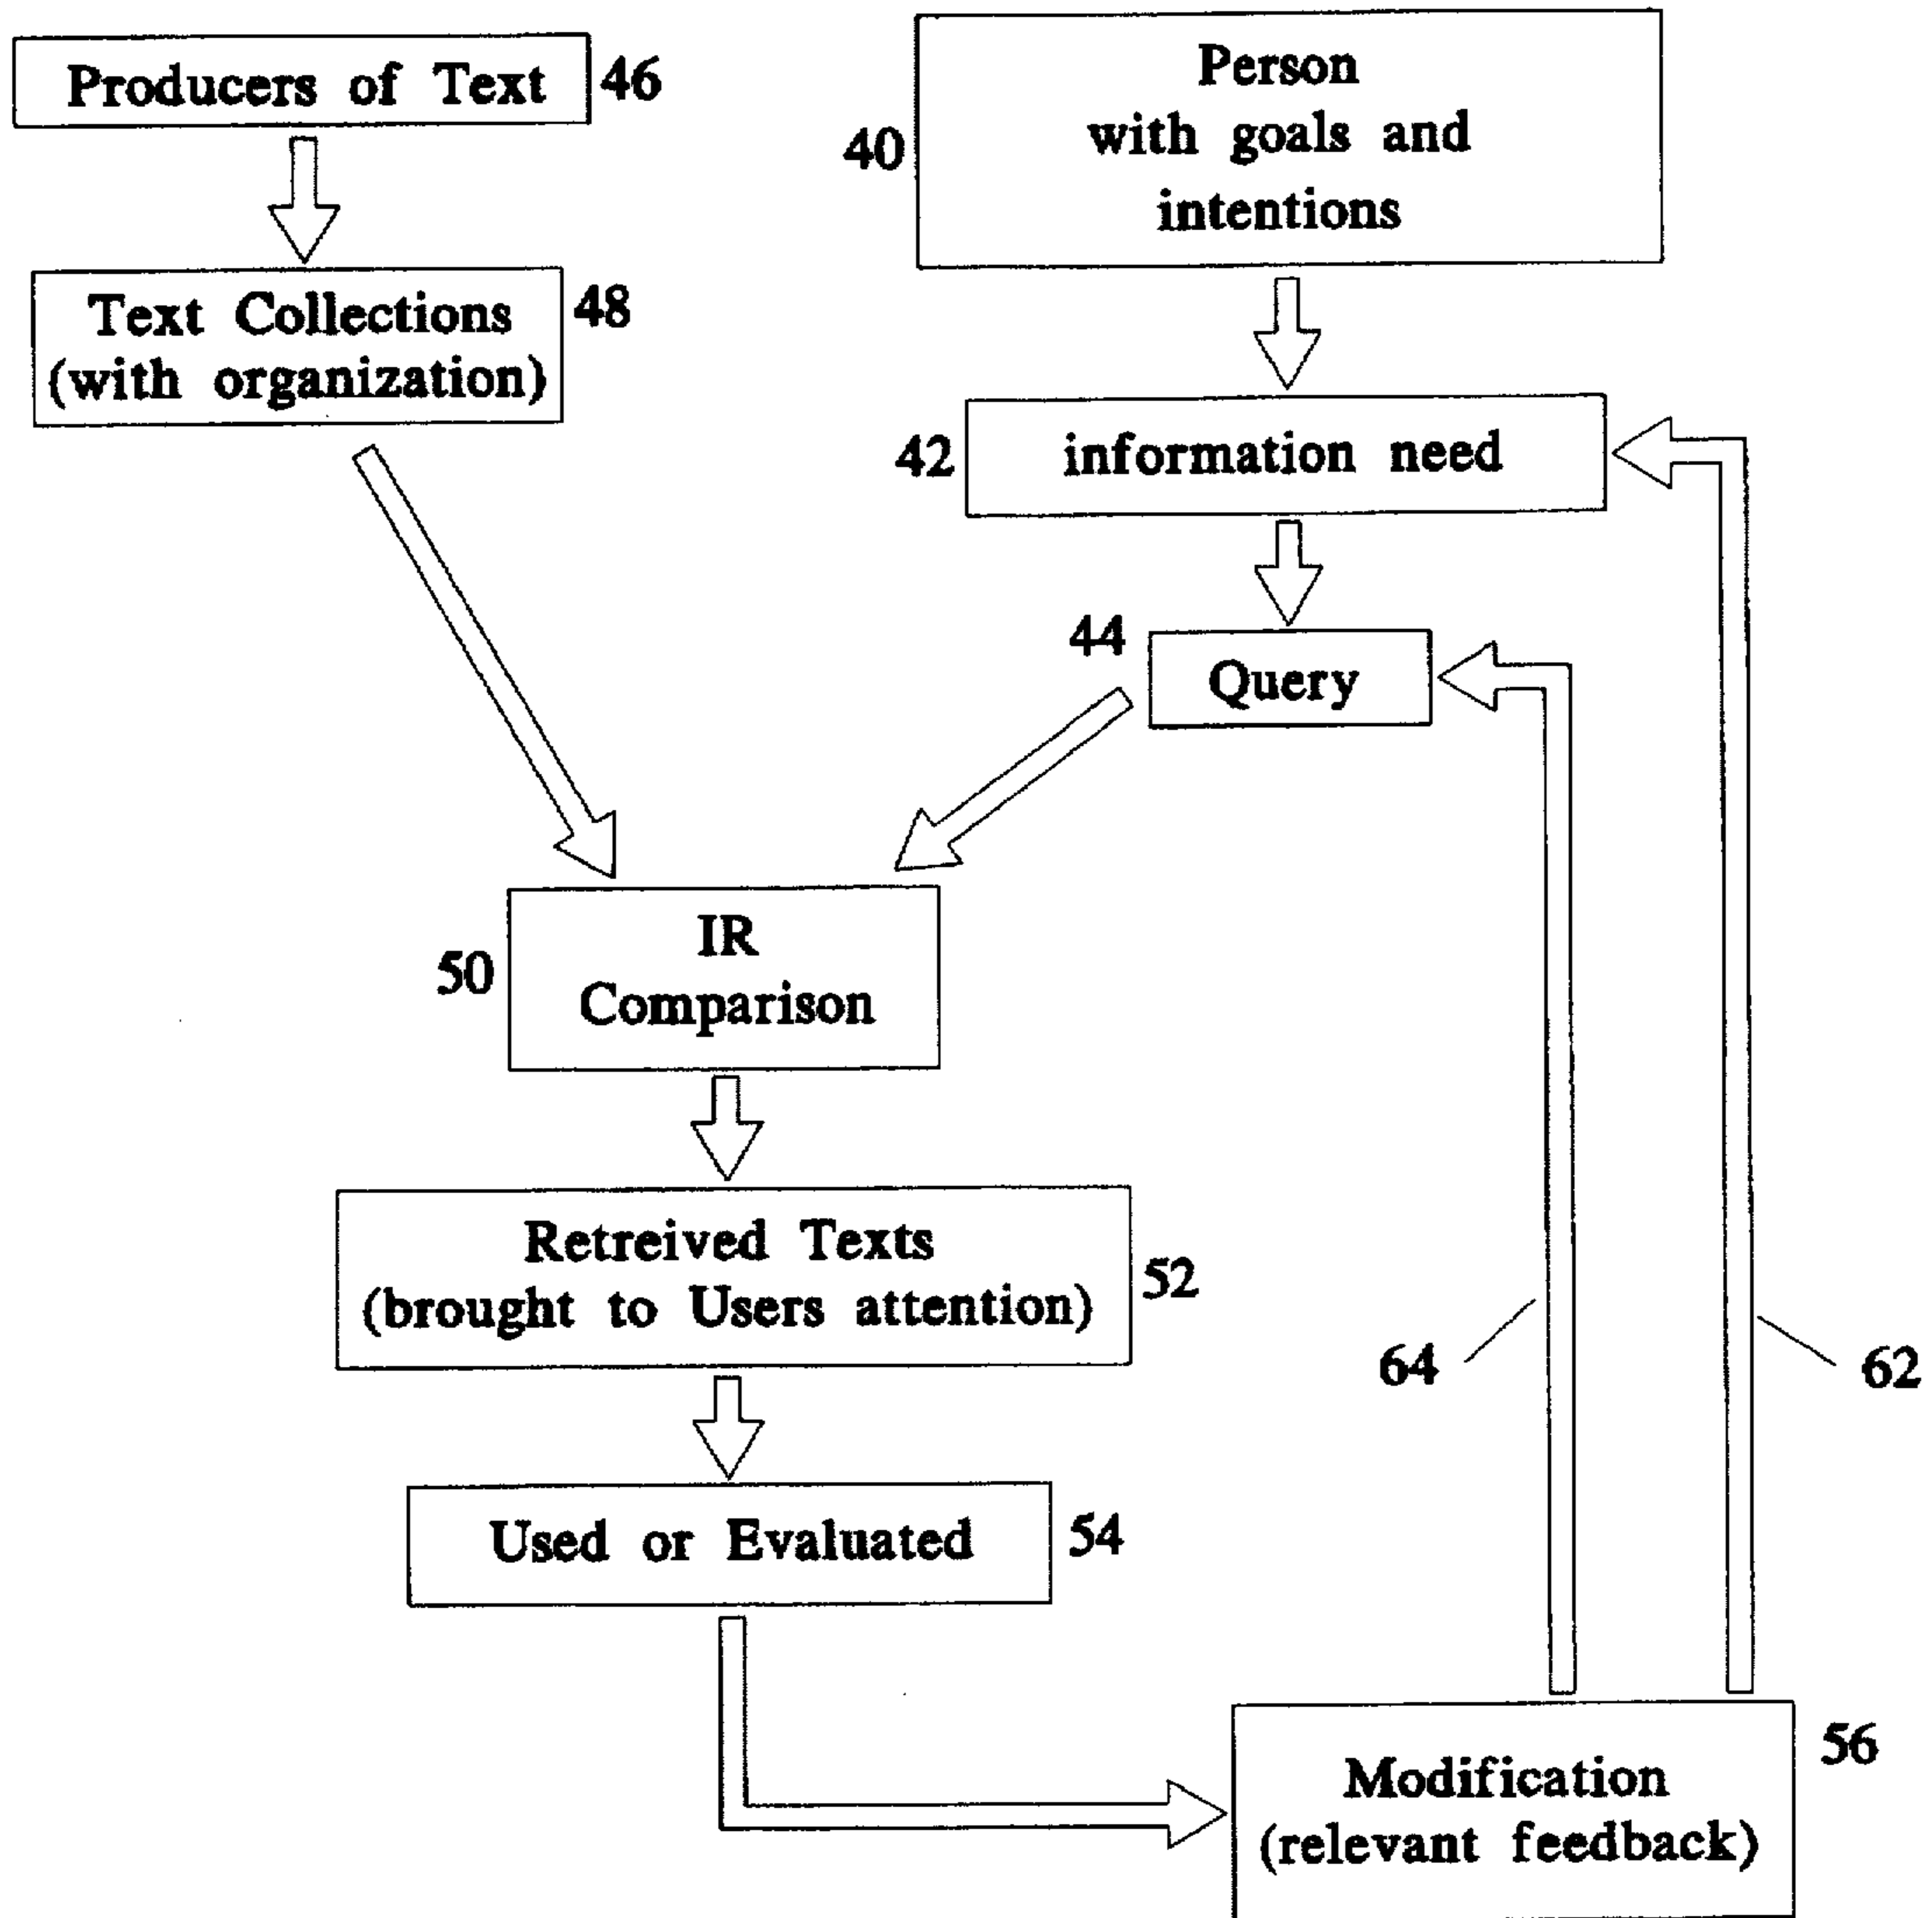 Producers of Text
46
Person
with goals and
intentions
40
Text Collections
(with organization)
48
42
information need
44
Query
50
IR
Comparison
Retreived Texts
(brought to Users attention)
52
64
62
Used or Evaluated
54
56
Modification
(relevant feedback)